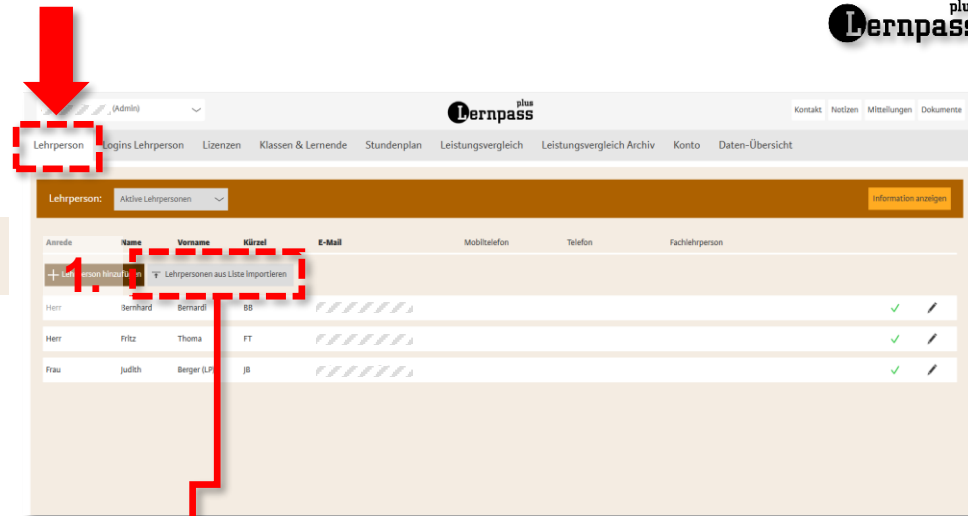 plus
Lernpass
(Admin)
plus
Lernpass
Kontakt Notizen Mitteilungen Dokumente
Lehrperson Logins Lehrperson Lizenzen Klassen & Lernende Stundenplan Leistungsvergleich Leistungsvergleich Archiv Konto Daten-Übersicht
Lehrperson: Aktive Lehrpersonen Information anzeigen
Anrede Name Vorname Kürzel E-Mail Mobiltelefon Telefon Fachlehrperson
1.
Lehrperson hinzufügen Lehrpersonen aus Liste importieren
Herr Bernhard Bernardi BB
Herr Fritz Thoma FT
Frau Judith Berger (LP) JB